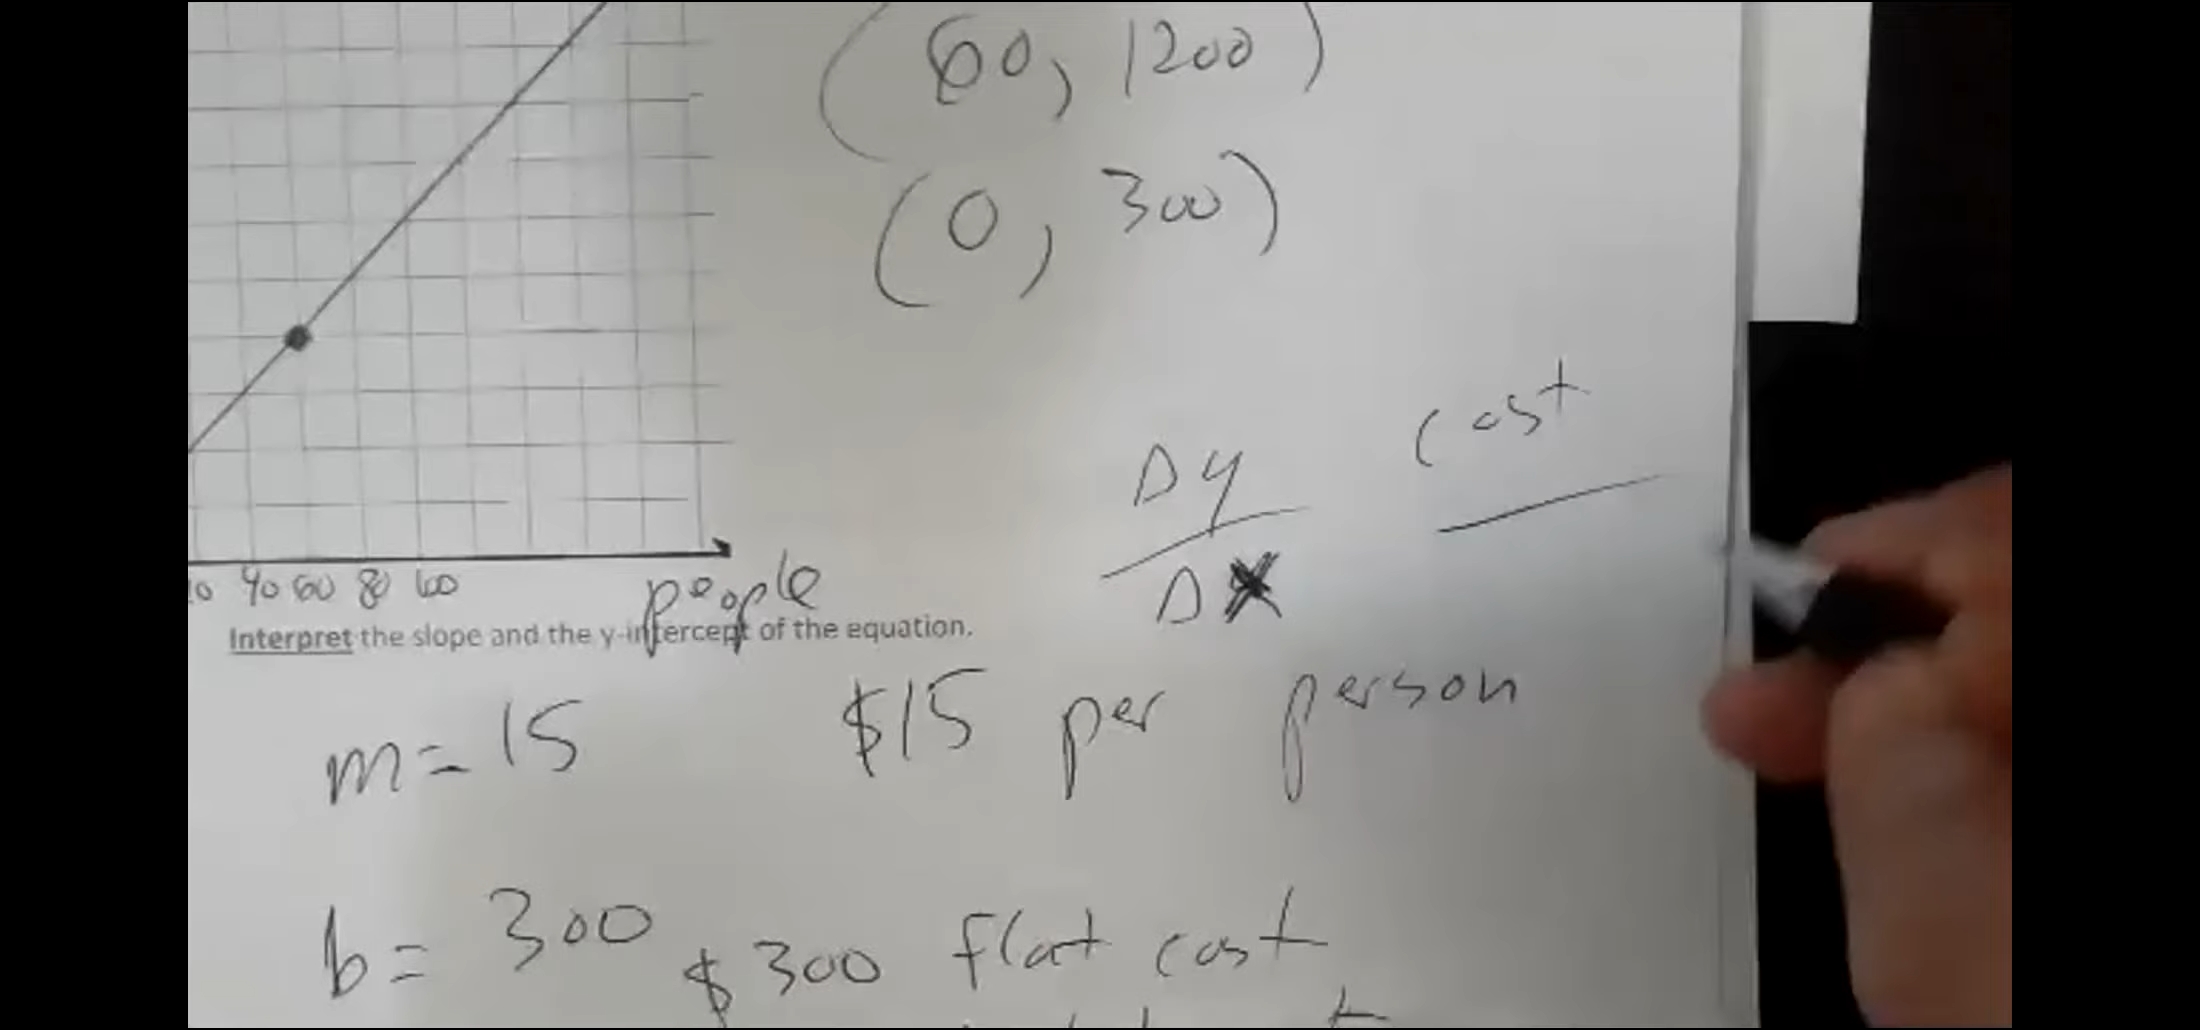 (60, 1200)
(0, 300)
cost
Δy
Δx
40 60 80 100
people
Interpret the slope and the y-intercept of the equation.
m = 15 $15 per person
b = 300 $300 flat cost